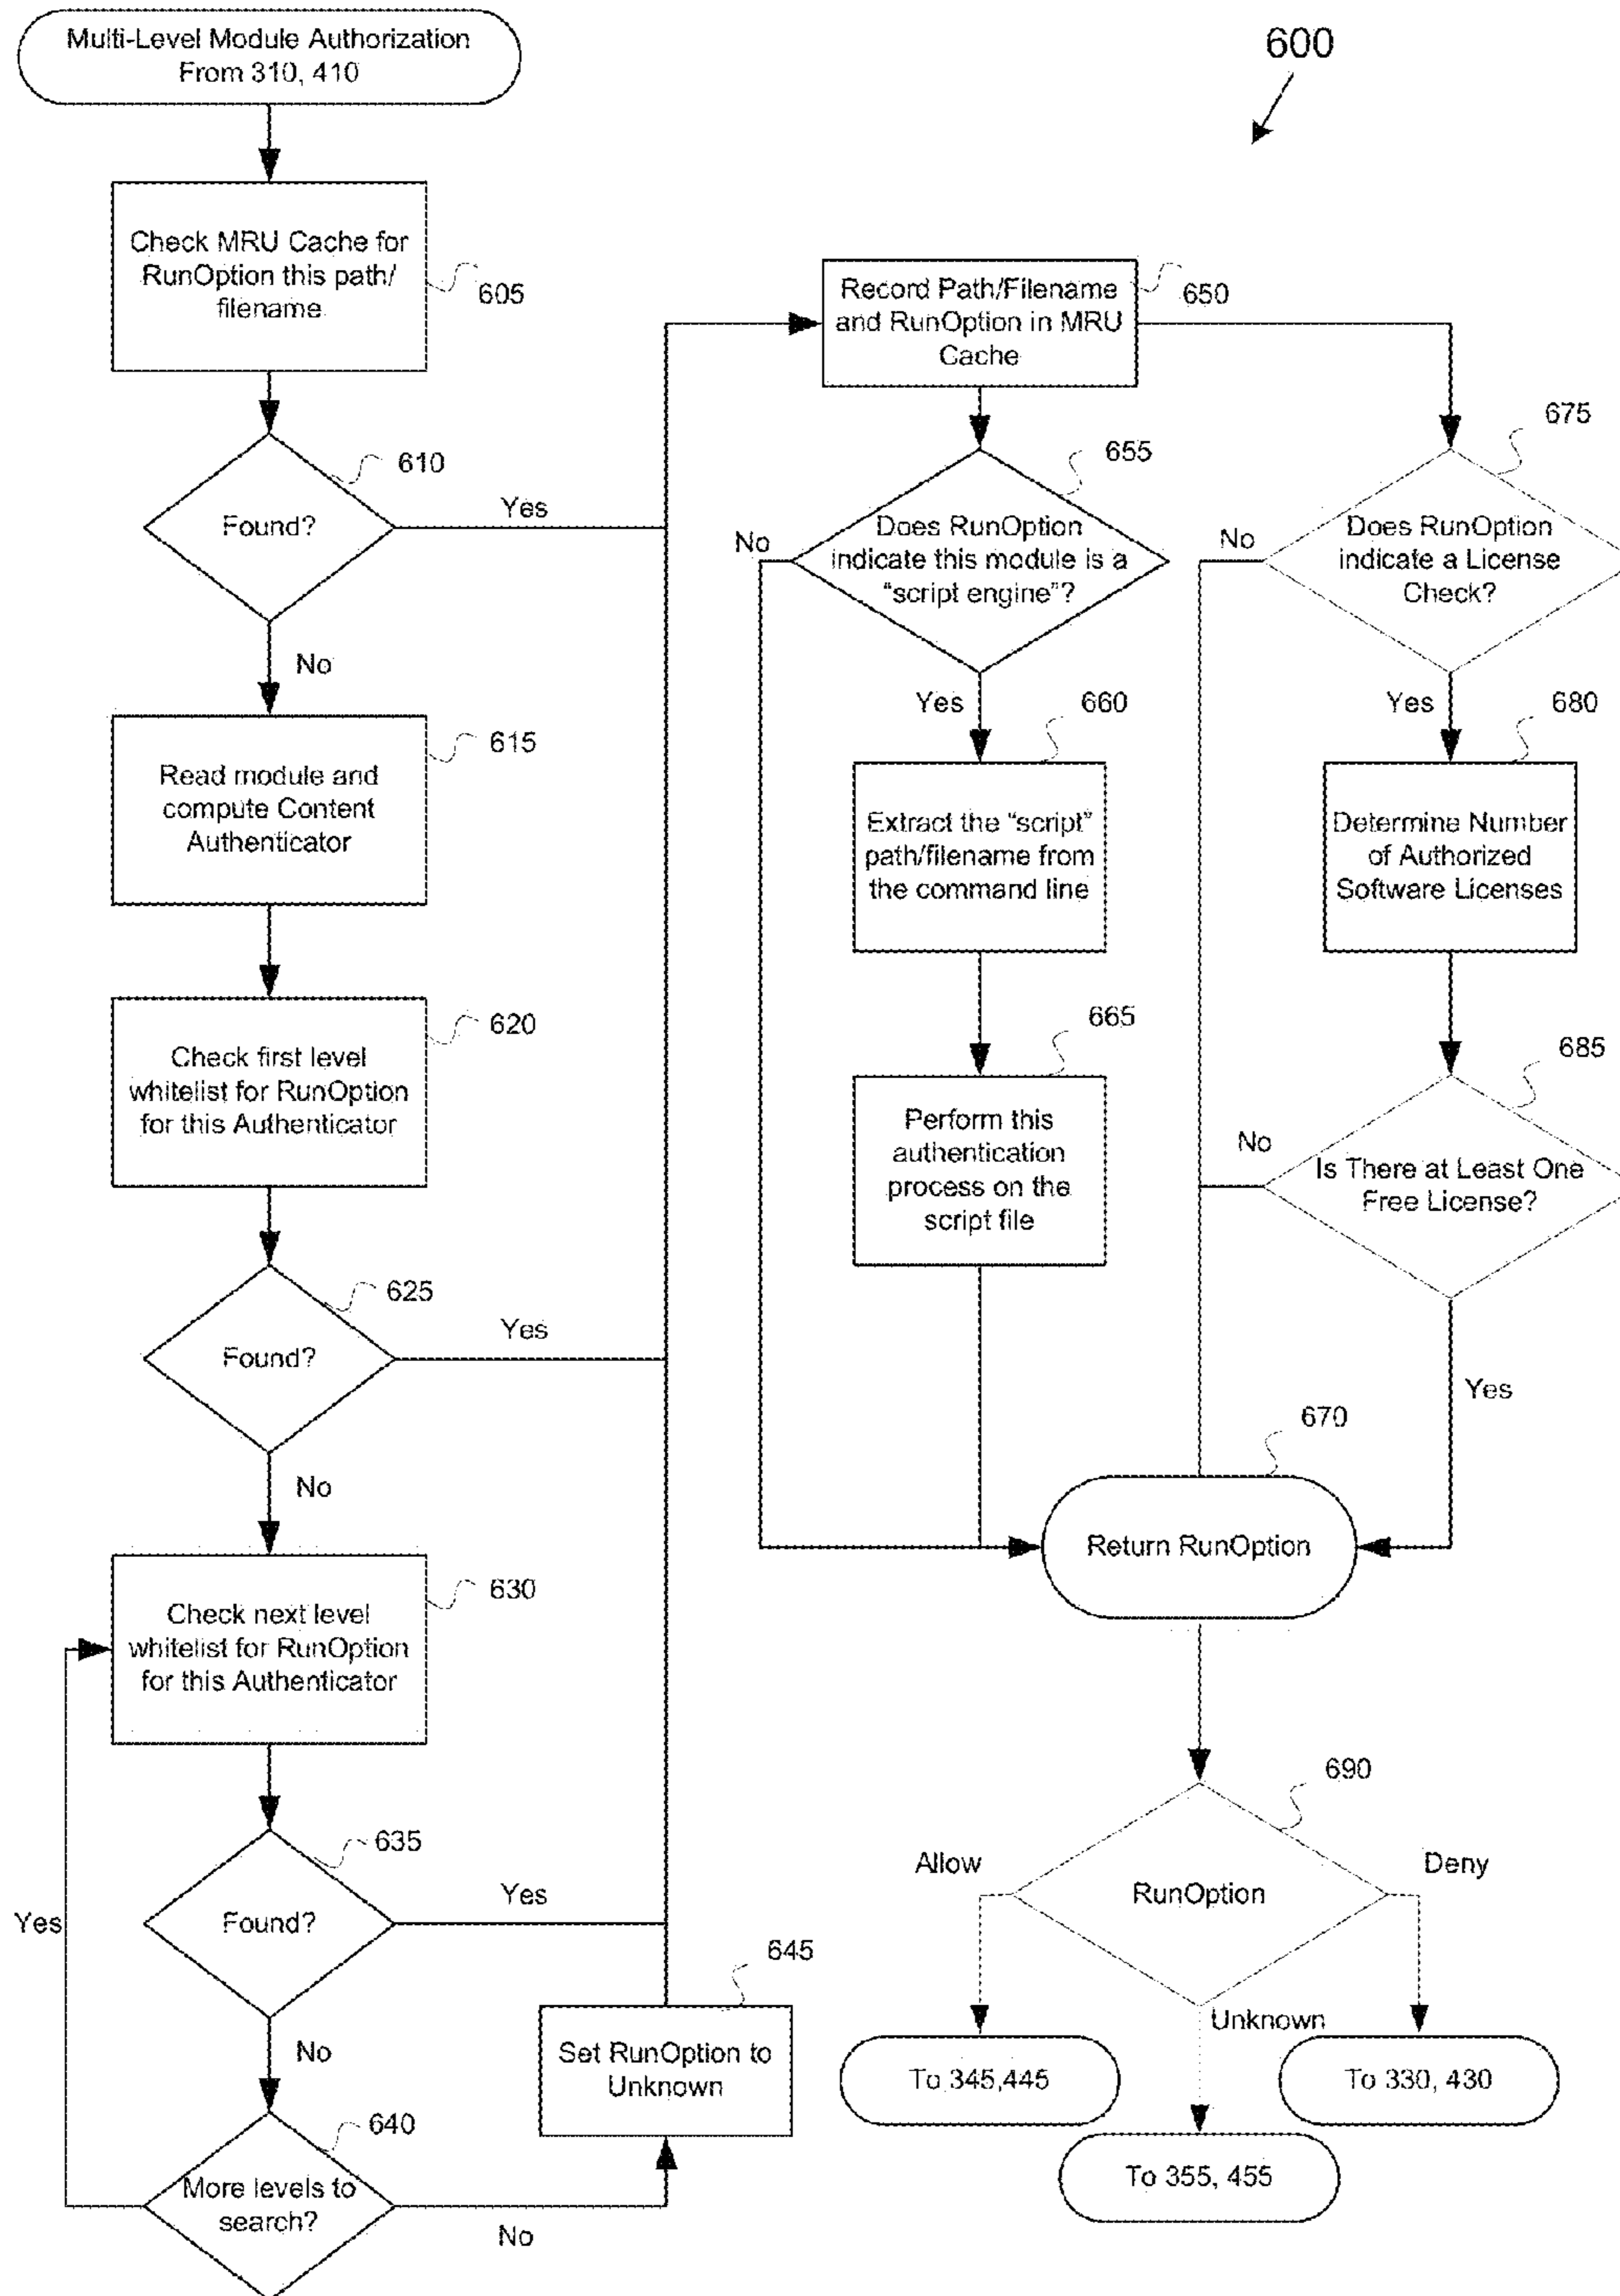 Multi-Level Module Authorization
From 310, 410
600
Check MRU Cache for
RunOption this path/
filename
605
610
Found?
Yes
No
Read module and
compute Content
Authenticator
615
Check first level
whitelist for RunOption
for this Authenticator
620
625
Found?
Yes
No
Check next level
whitelist for RunOption
for this Authenticator
630
635
Found?
Yes
Yes
No
640
More levels to
search?
No
645
Set RunOption to
Unknown
Record Path/Filename
and RunOption in MRU
Cache
650
655
Does RunOption
indicate this module is a
"script engine"?
No
Yes
660
Extract the "script"
path/filename from
the command line
665
Perform this
authentication
process on the
script file
675
Does RunOption
indicate a License
Check?
No
Yes
680
Determine Number
of Authorized
Software Licenses
685
Is There at Least One
Free License?
No
Yes
670
Return RunOption
690
RunOption
Allow
Deny
Unknown
To 345,445
To 330, 430
To 355, 455